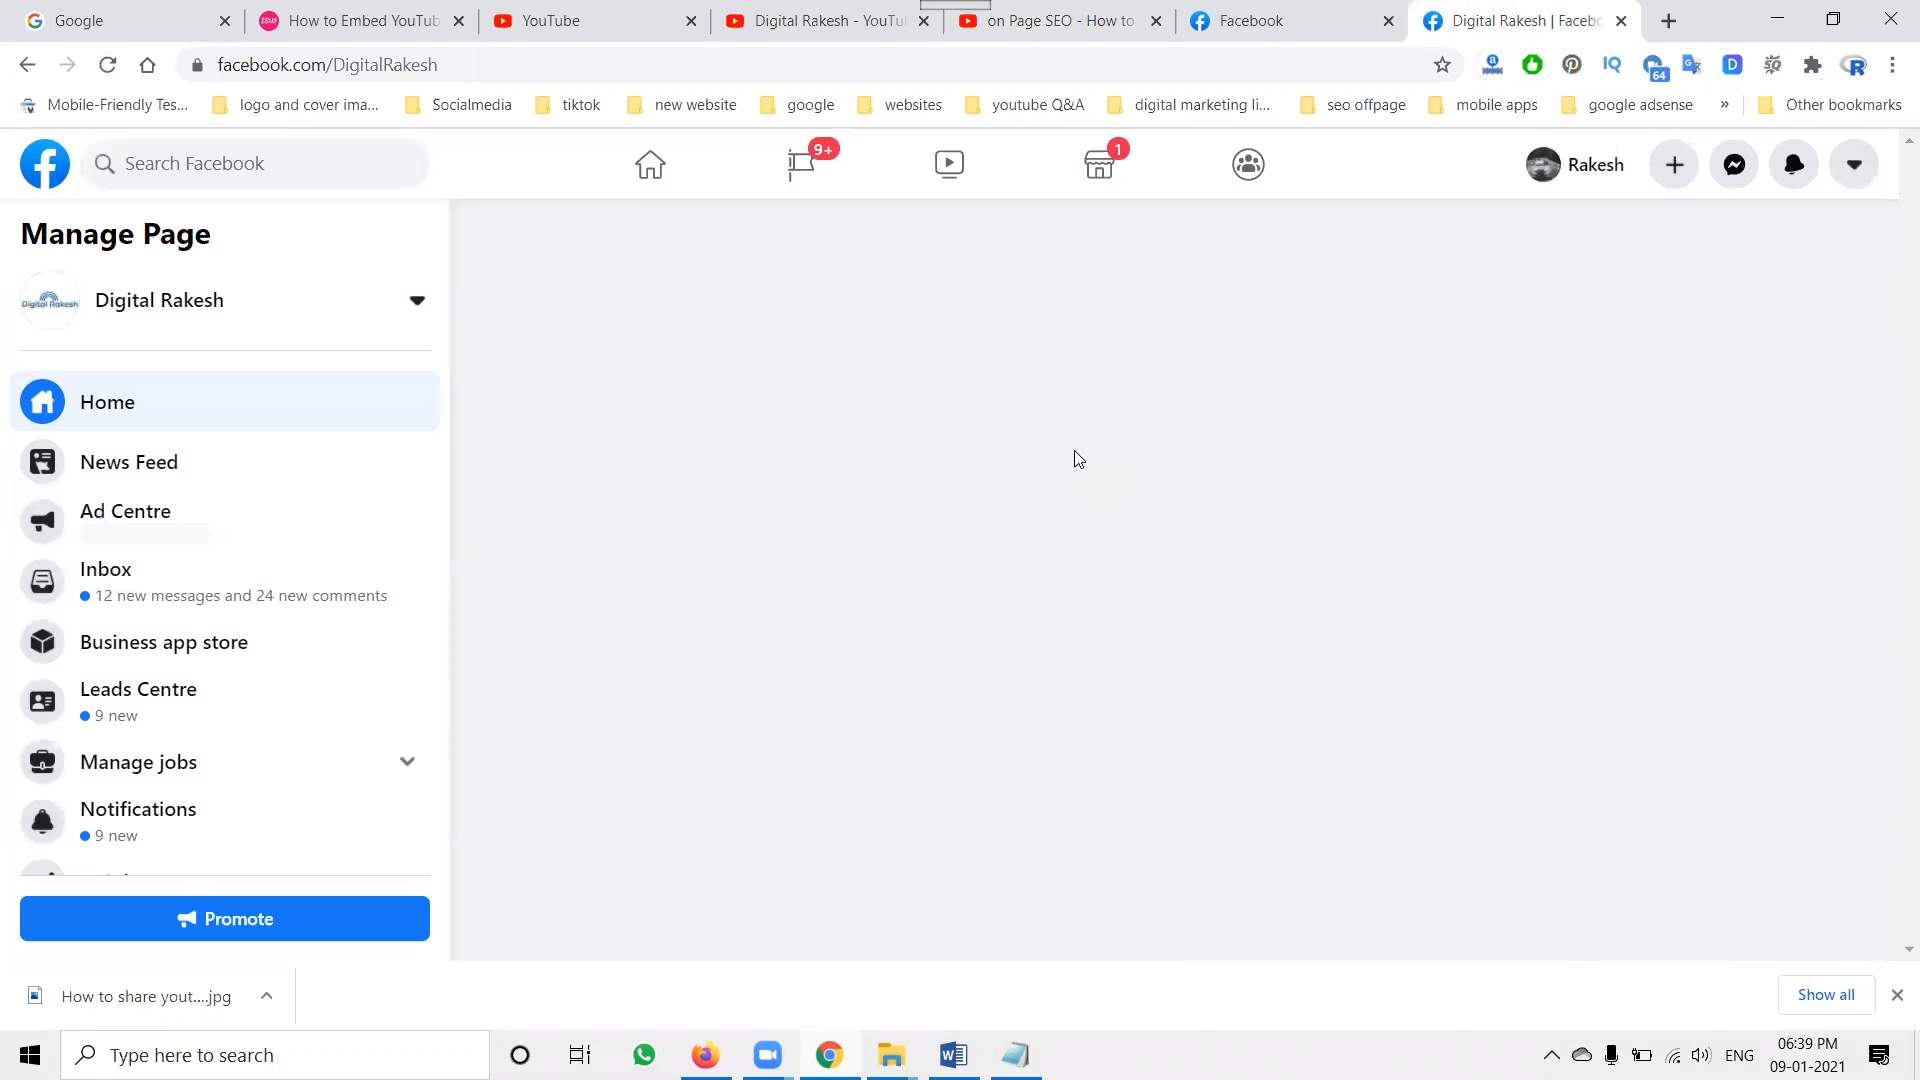 Google
How to Embed YouTub
YouTube
Digital Rakesh - YouTu
on Page SEO - How to
Facebook
Digital Rakesh | Facebo
facebook.com/DigitalRakesh
64
Mobile-Friendly Tes...
logo and cover ima...
Socialmedia
tiktok
new website
google
websites
youtube Q&A
digital marketing li...
seo offpage
mobile apps
google adsense
»
Other bookmarks
Search Facebook
9+
1
Rakesh
Manage Page
Digital Rakesh
Digital Rakesh
Home
News Feed
Ad Centre
Inbox
12 new messages and 24 new comments
Business app store
Leads Centre
9 new
Manage jobs
Notifications
9 new
Promote
How to share yout....jpg
Show all
Type here to search
ENG
06:39 PM
09-01-2021